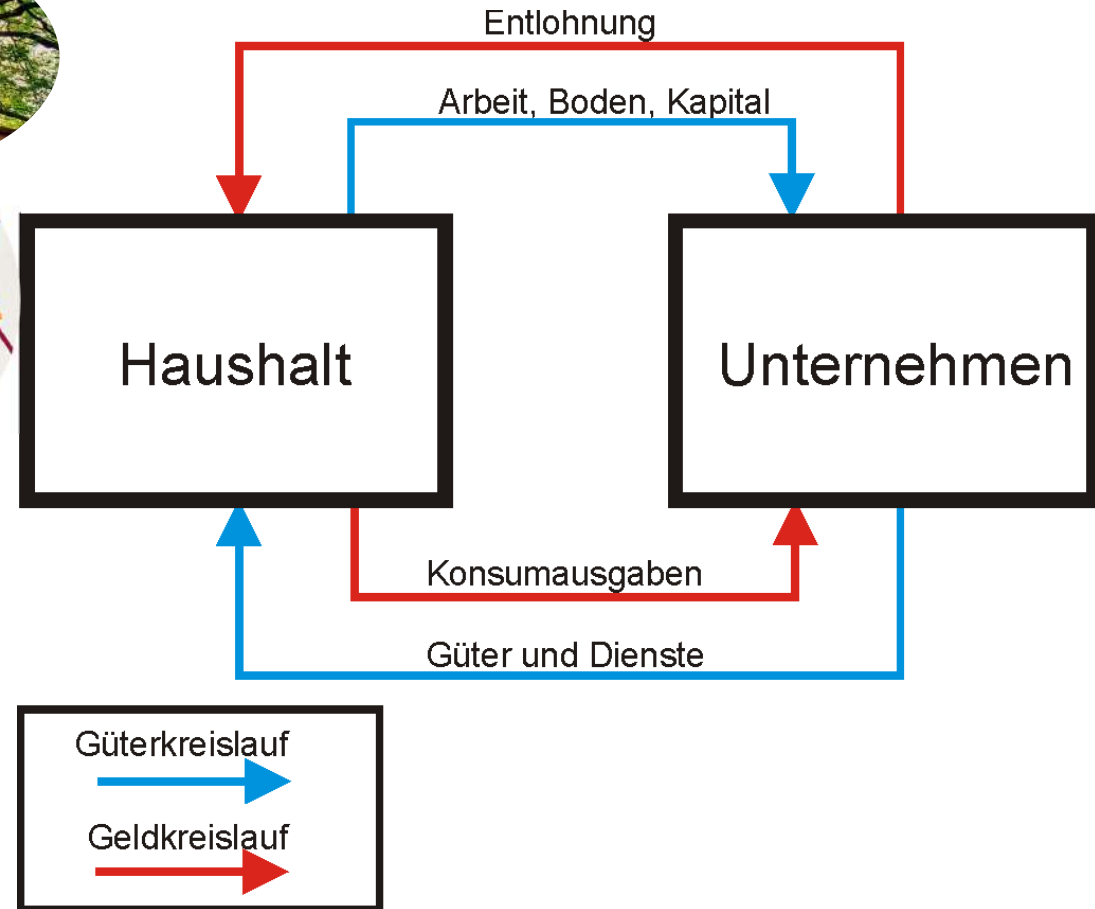 Entlohnung
Arbeit, Boden, Kapital
Haushalt
Unternehmen
Konsumausgaben
Güter und Dienste
Güterkreislauf
Geldkreislauf